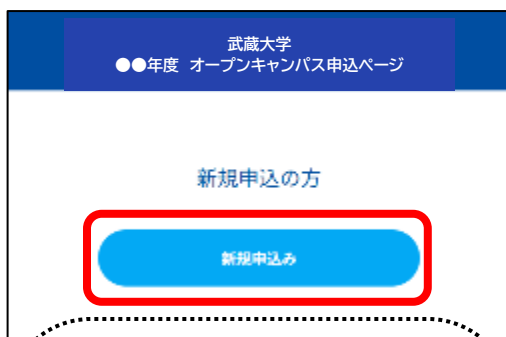 武蔵大学
●●年度 オープンキャンパス申込ページ
新規申込の方
新規申込み